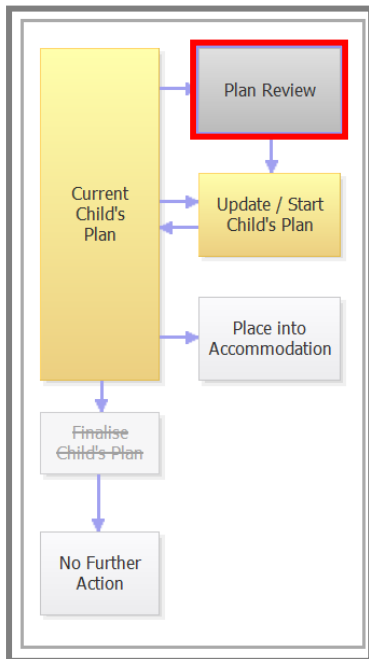 Plan Review
Current
Child's
Plan
Update / Start
Child's Plan
Place into
Accommodation
Finalise
Child's Plan
No Further
Action